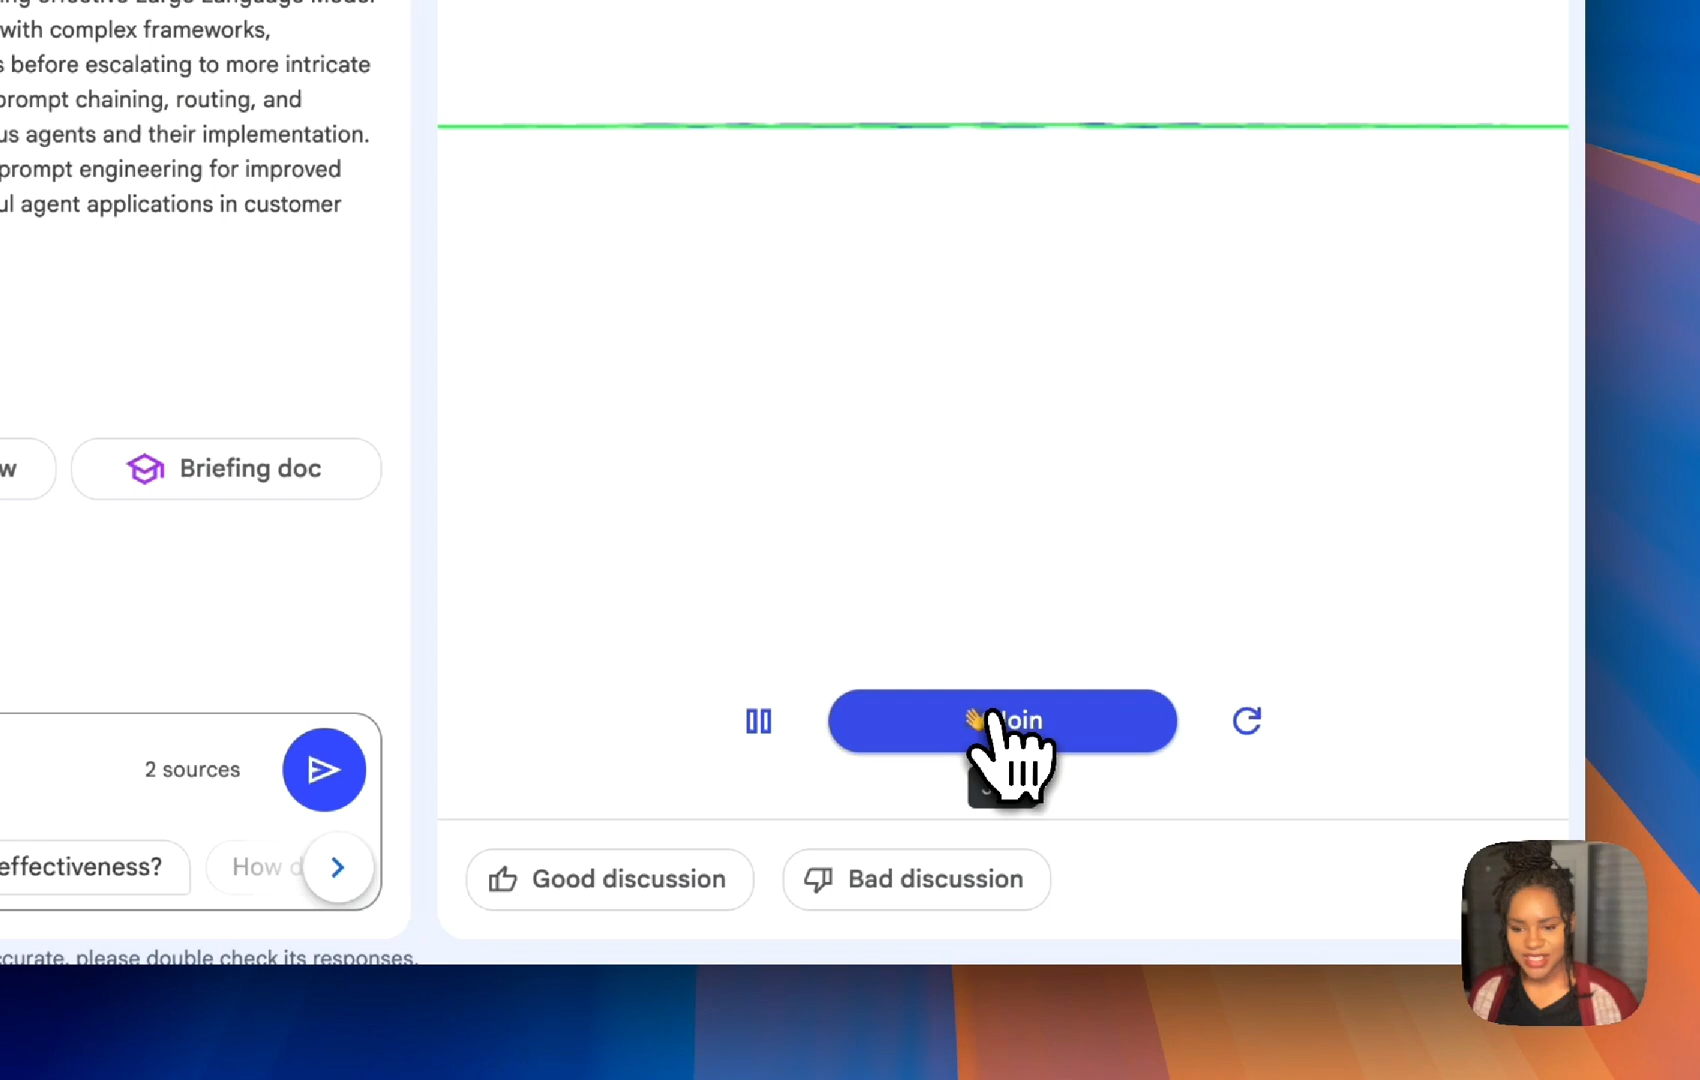 with complex frameworks,
before escalating to more intricate
prompt chaining, routing, and
us agents and their implementation.
prompt engineering for improved
agent applications in customer
Briefing doc
2 sources
effectiveness?
How
👋 Join
Good discussion
Bad discussion
please double check its responses.